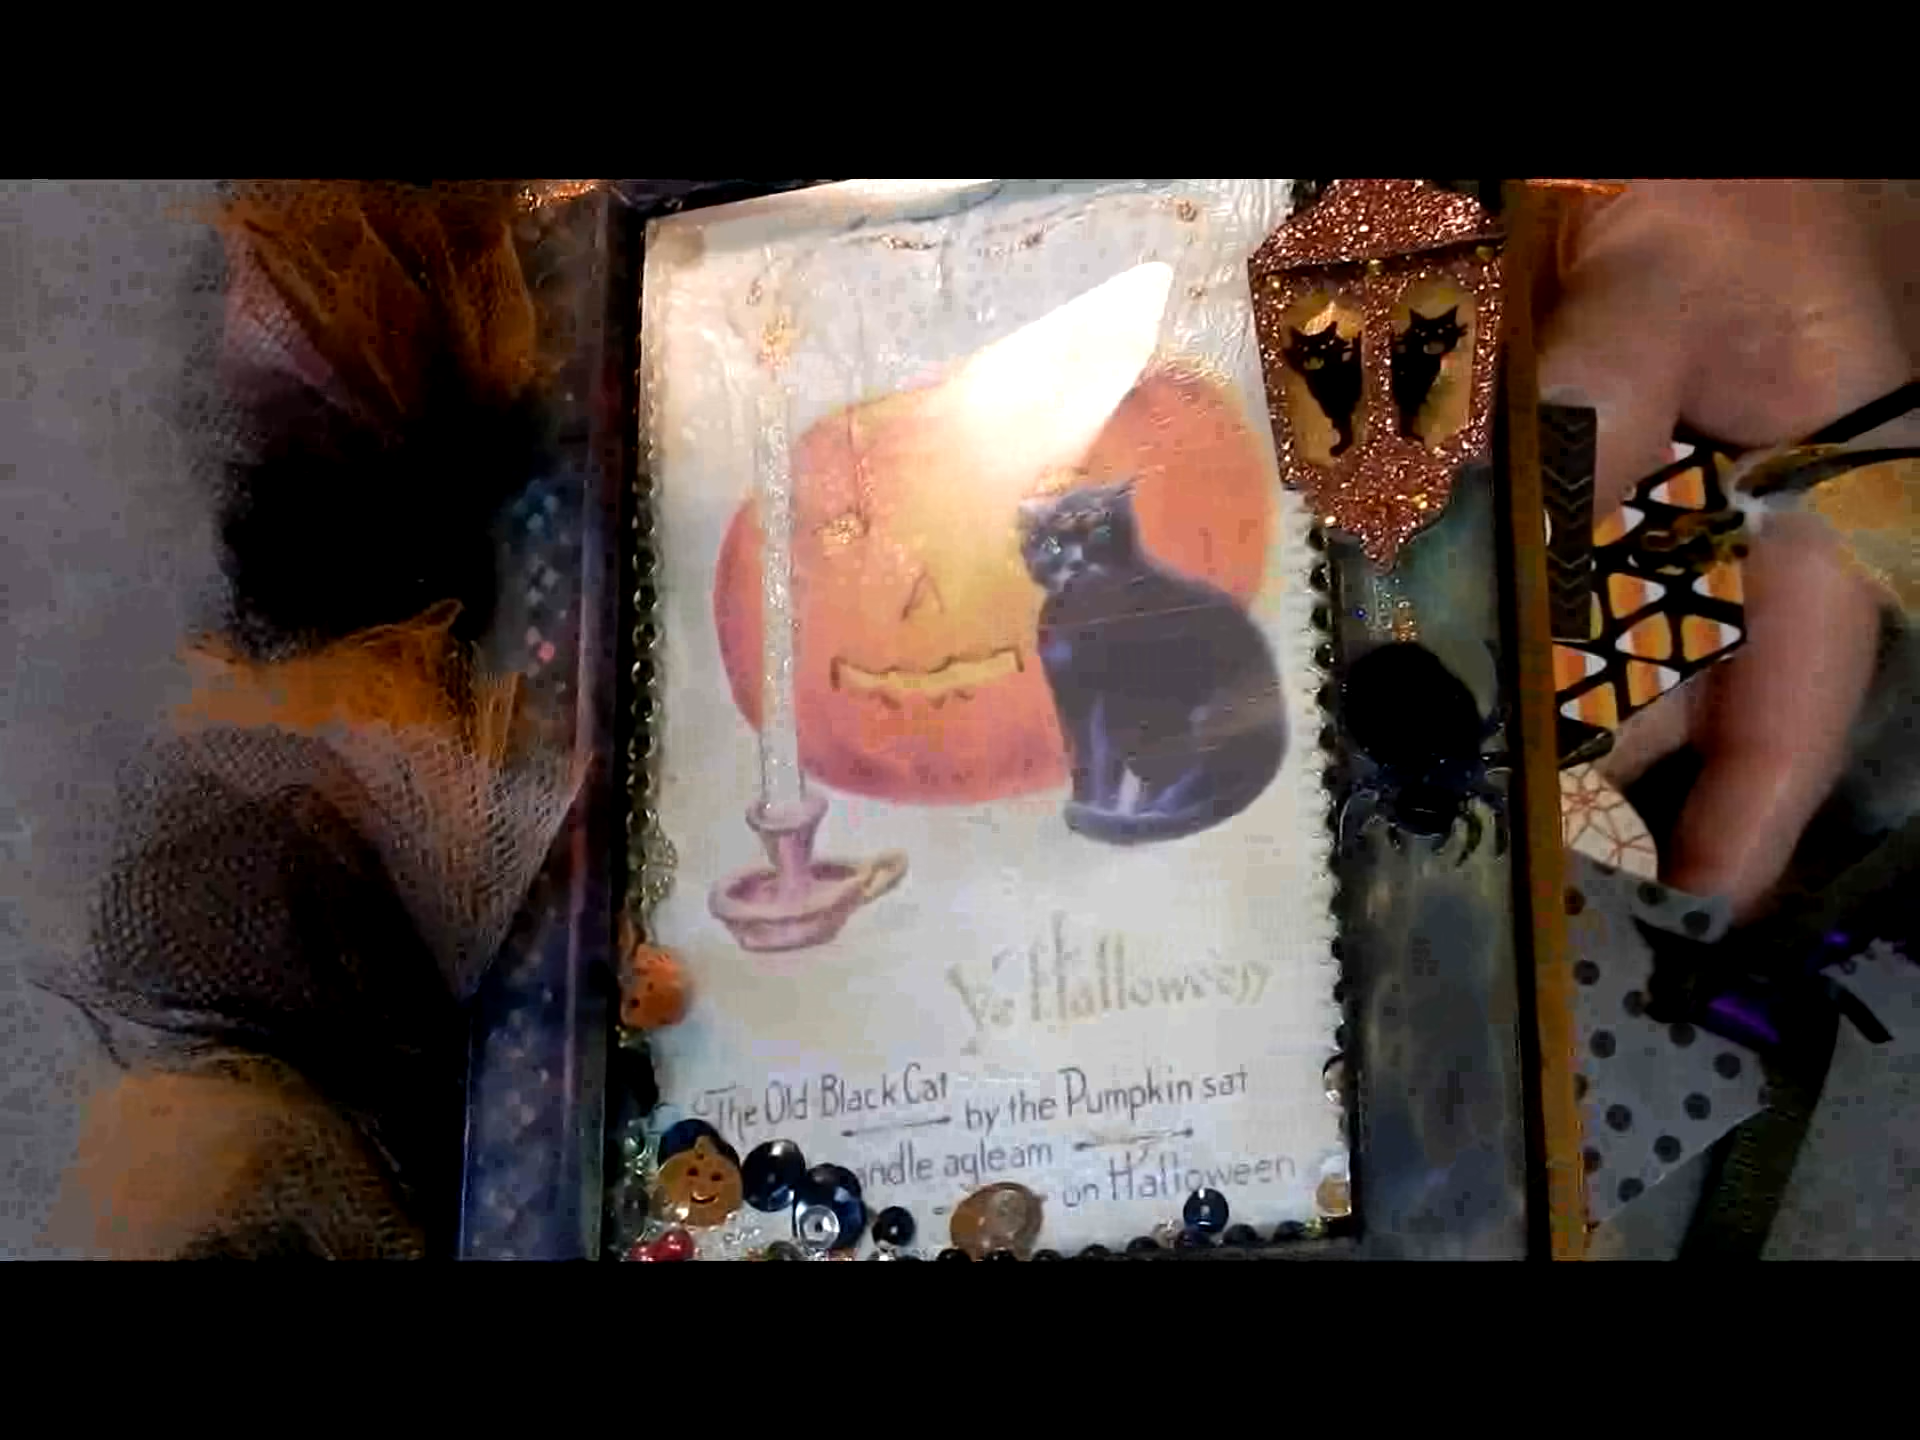 Ye Halloween
The Old Black Cat
by the Pumpkin sat
andle agleam
on Halloween